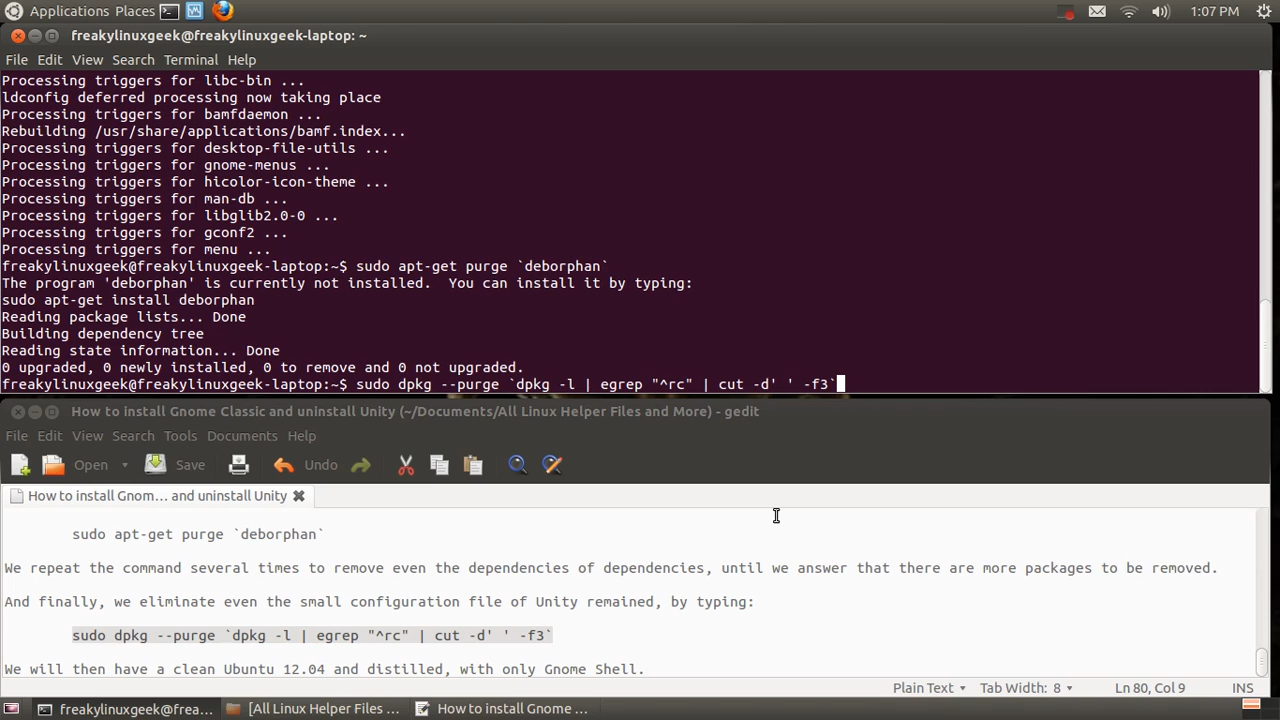 Applications Places 1:07 PM
freakylinuxgeek@freakylinuxgeek-laptop: ~
File Edit View Search Terminal Help
Processing triggers for libc-bin ...
ldconfig deferred processing now taking place
Processing triggers for bamfdaemon ...
Rebuilding /usr/share/applications/bamf.index...
Processing triggers for desktop-file-utils ...
Processing triggers for gnome-menus ...
Processing triggers for hicolor-icon-theme ...
Processing triggers for man-db ...
Processing triggers for libglib2.0-0 ...
Processing triggers for gconf2 ...
Processing triggers for menu ...
freakylinuxgeek@freakylinuxgeek-laptop:~$ sudo apt-get purge `deborphan`
The program 'deborphan' is currently not installed.  You can install it by typing:
sudo apt-get install deborphan
Reading package lists... Done
Building dependency tree
Reading state information... Done
0 upgraded, 0 newly installed, 0 to remove and 0 not upgraded.
freakylinuxgeek@freakylinuxgeek-laptop:~$ sudo dpkg --purge `dpkg -l | egrep "^rc" | cut -d' ' -f3`
How to install Gnome Classic and uninstall Unity (~/Documents/All Linux Helper Files and More) - gedit
File Edit View Search Tools Documents Help
Open Save Undo
How to install Gnom... and uninstall Unity
sudo apt-get purge `deborphan`
We repeat the command several times to remove even the dependencies of dependencies, until we answer that there are more packages to be removed.
And finally, we eliminate even the small configuration file of Unity remained, by typing:
sudo dpkg --purge `dpkg -l | egrep "^rc" | cut -d' ' -f3`
We will then have a clean Ubuntu 12.04 and distilled, with only Gnome Shell.
Plain Text Tab Width: 8 Ln 80, Col 9 INS
freakylinuxgeek@frea... [All Linux Helper Files ... How to install Gnome ...